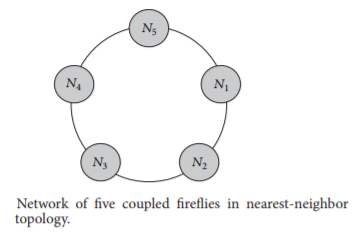 N5
N4
N1
N3
N2
Network of five coupled fireflies in nearest-neighbor
topology.